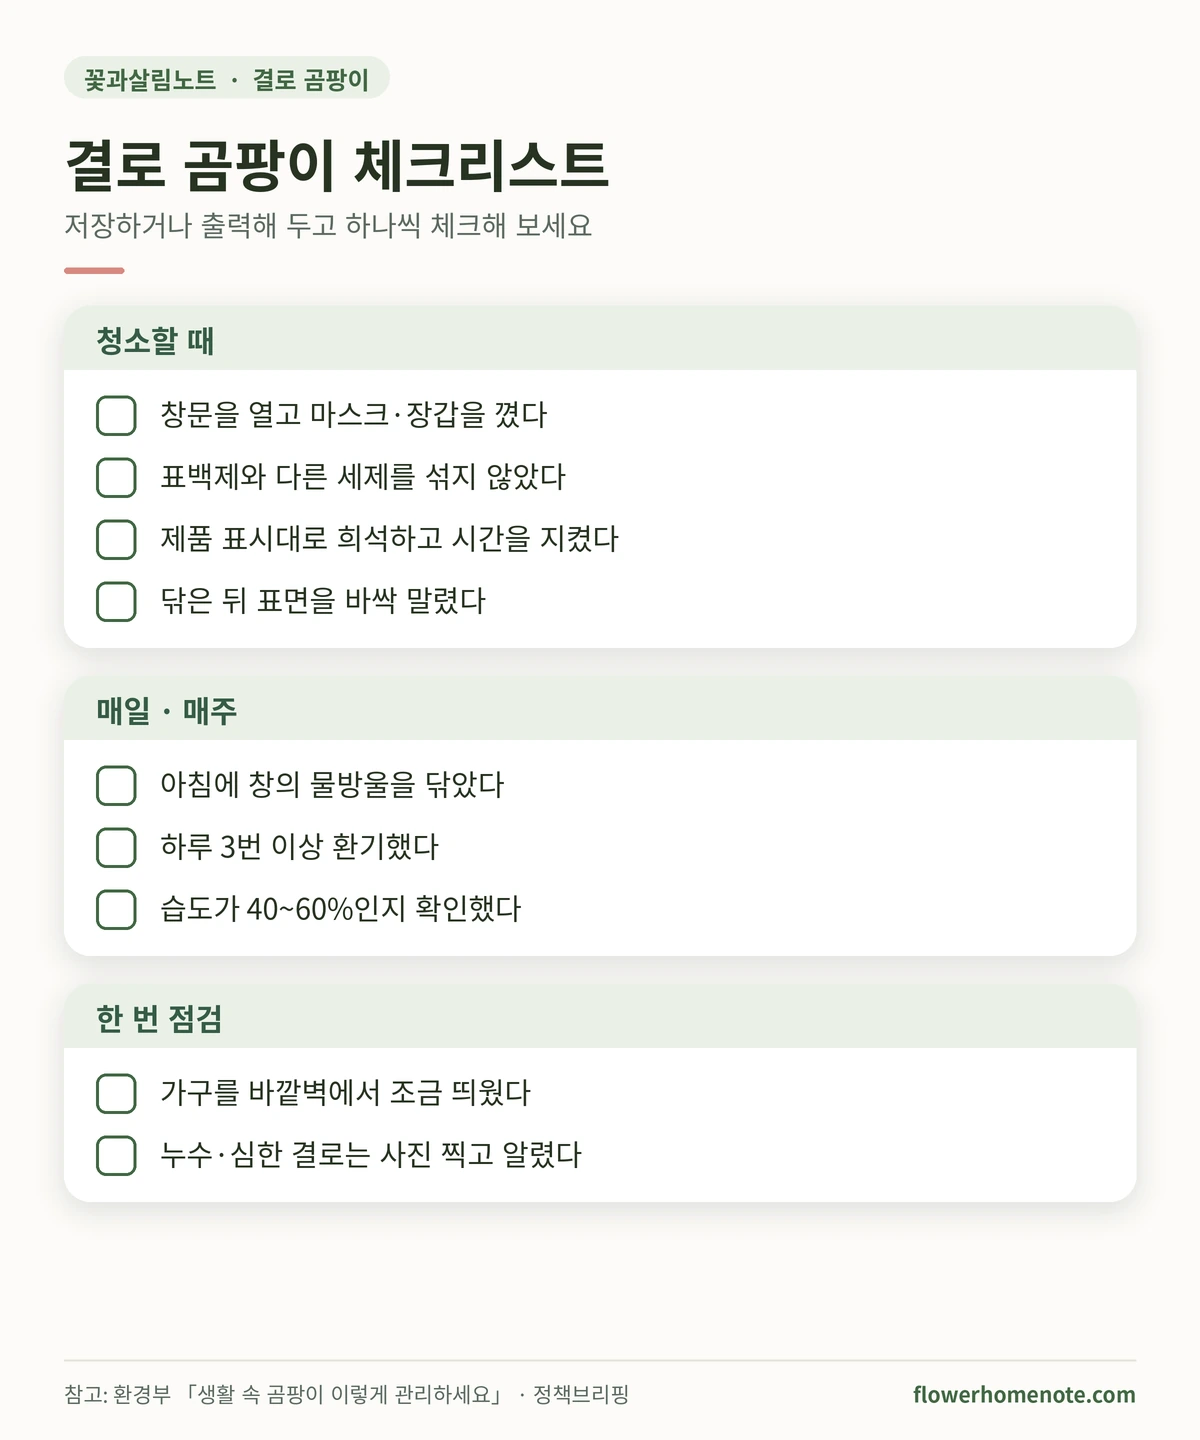 꽃과살림노트 · 결로 곰팡이
결로 곰팡이 체크리스트
저장하거나 출력해 두고 하나씩 체크해 보세요
청소할 때
창문을 열고 마스크·장갑을 꼈다
표백제와 다른 세제를 섞지 않았다
제품 표시대로 희석하고 시간을 지켰다
닦은 뒤 표면을 바싹 말렸다
매일 · 매주
아침에 창의 물방울을 닦았다
하루 3번 이상 환기했다
습도가 40~60%인지 확인했다
한 번 점검
가구를 바깥벽에서 조금 띄웠다
누수·심한 결로는 사진 찍고 알렸다
참고: 환경부 「생활 속 곰팡이 이렇게 관리하세요」 · 정책브리핑
flowerhomenote.com